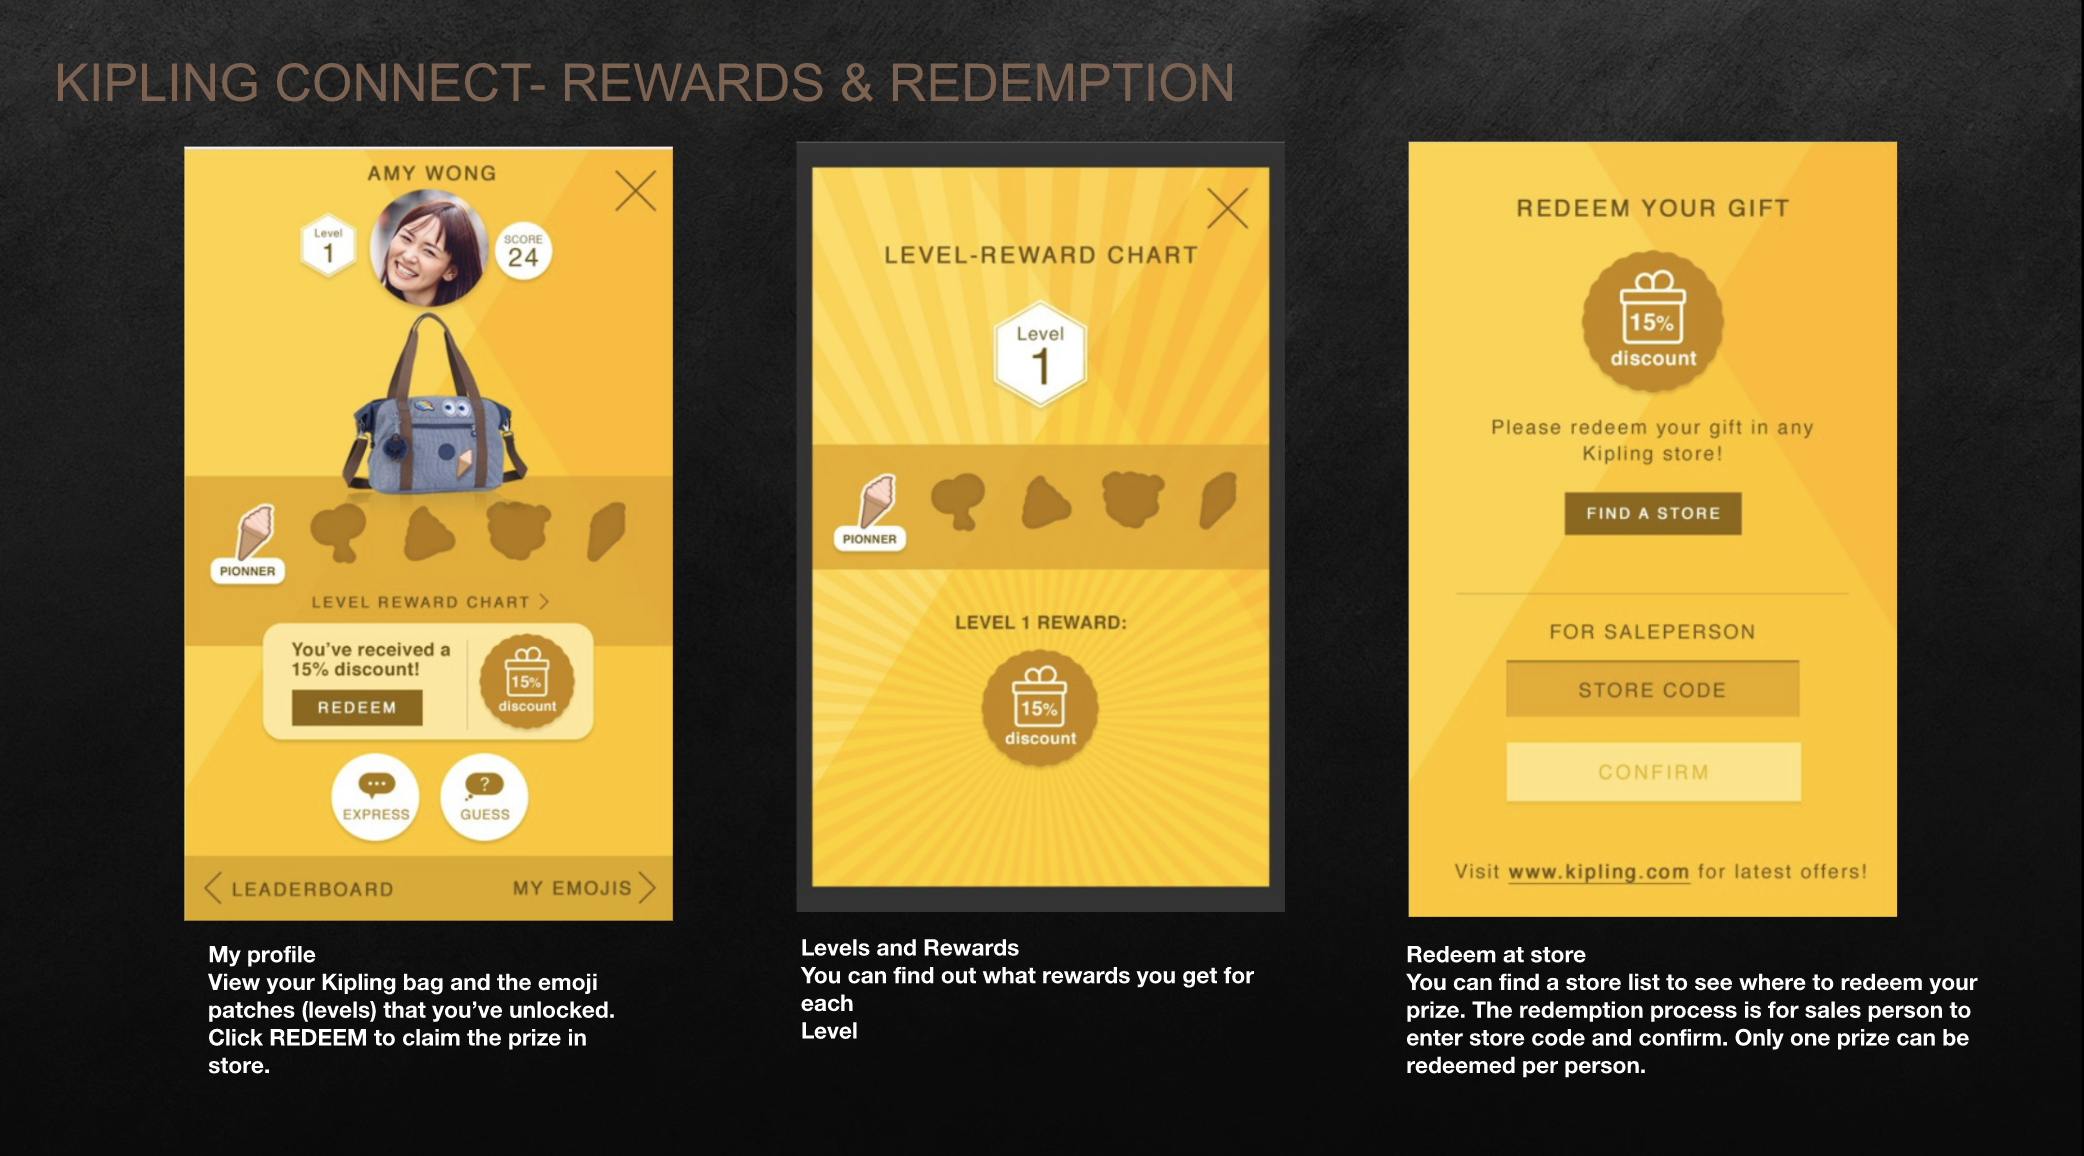 KIPLING CONNECT- REWARDS & REDEMPTION
AMY WONG
Level
1
SCORE
24
PIONNER
LEVEL REWARD CHART >
You've received a
15% discount!
REDEEM
15%
discount
EXPRESS
?
GUESS
< LEADERBOARD
MY EMOJIS >
My profile
View your Kipling bag and the emoji
patches (levels) that you've unlocked.
Click REDEEM to claim the prize in
store.
LEVEL-REWARD CHART
Level
1
PIONNER
LEVEL 1 REWARD:
15%
discount
Levels and Rewards
You can find out what rewards you get for
each
Level
REDEEM YOUR GIFT
15%
discount
Please redeem your gift in any
Kipling store!
FIND A STORE
FOR SALEPERSON
STORE CODE
CONFIRM
Visit www.kipling.com for latest offers!
Redeem at store
You can find a store list to see where to redeem your
prize. The redemption process is for sales person to
enter store code and confirm. Only one prize can be
redeemed per person.